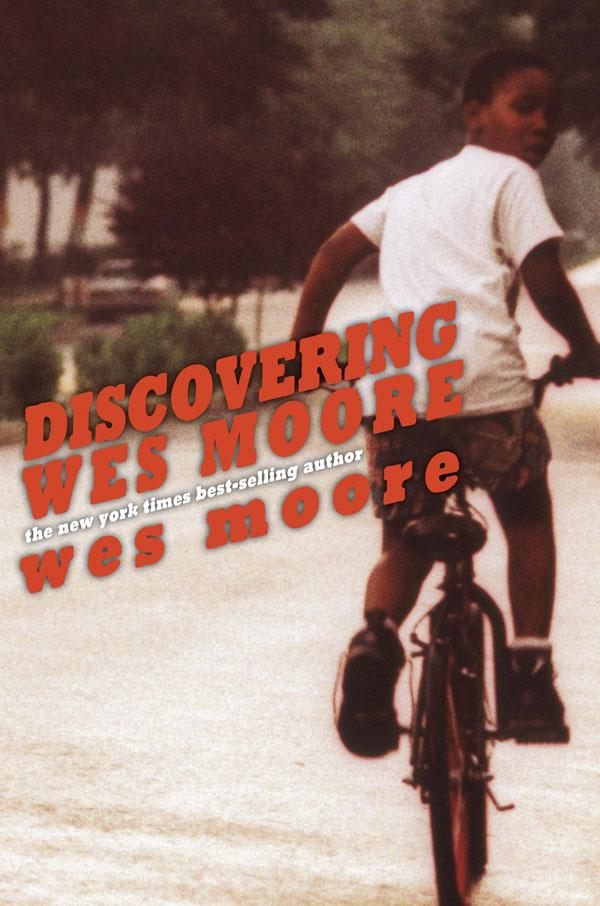 DISCOVERING
WES MOORE
the new york times best-selling author
wes moore